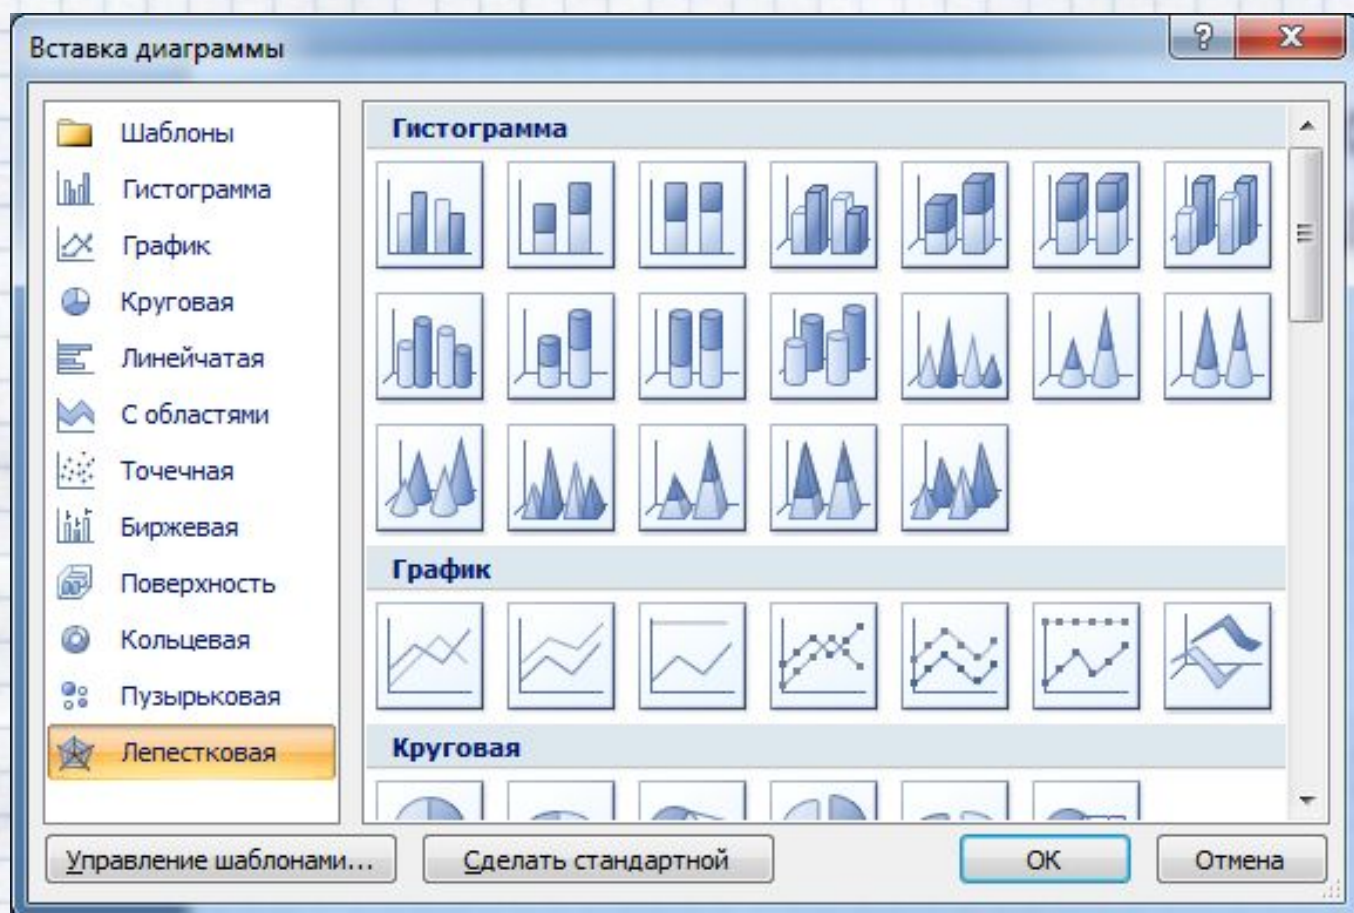 Вставка диаграммы
Шаблоны
Гистограмма
График
Круговая
Линейчатая
С областями
Точечная
Биржевая
Поверхность
Кольцевая
Пузырьковая
Лепестковая
Гистограмма
График
Круговая
Управление шаблонами...
Сделать стандартной
ОК
Отмена